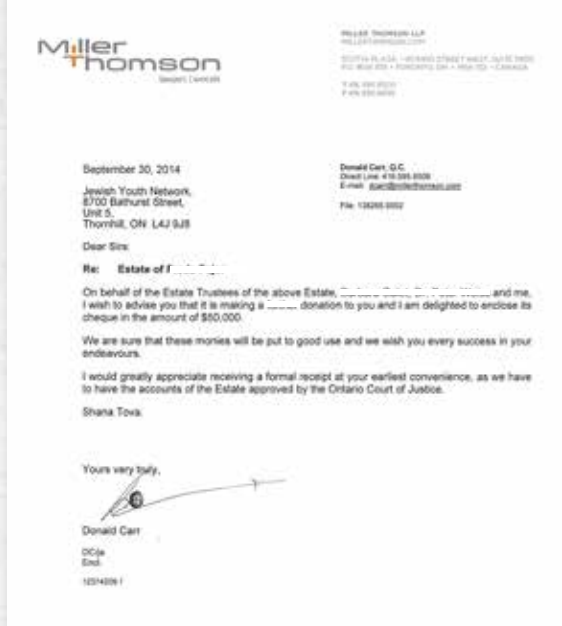 Miller
Thomson
MILLER THOMSON LLP
MILLERTHOMSON.COM
September 30, 2014
Donald Carr, Q.C.
Jewish Youth Network,
8700 Bathurst Street,
Unit 5,
Thornhill, ON L4J 9J8
Dear Sirs:
Re: Estate of
On behalf of the Estate Trustees of the above Estate, and me,
I wish to advise you that it is making a donation to you and I am delighted to enclose its
cheque in the amount of $50,000.
We are sure that these monies will be put to good use and we wish you every success in your
endeavours.
I would greatly appreciate receiving a formal receipt at your earliest convenience, as we have
to have the accounts of the Estate approved by the Ontario Court of Justice.
Shana Tova.
Yours very truly,
Donald Carr
Encl.